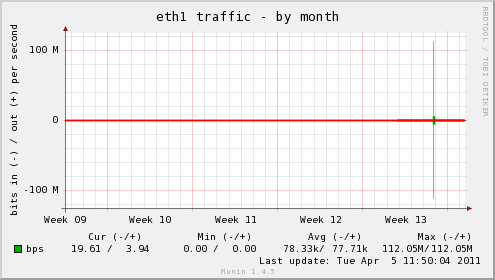 eth1 traffic - by month
RRDTOOL / TOBI OETIKER
bits in (-) / out (+) per second
100 M
0
-100 M
Week 09 Week 10 Week 11 Week 12 Week 13
Cur (-/+) Min (-/+) Avg (-/+) Max (-/+)
bps 19.61 / 3.94 0.00 / 0.00 78.33k/ 77.71k 112.05M/112.05M
Last update: Tue Apr 5 11:50:04 2011
Munin 1.4.5